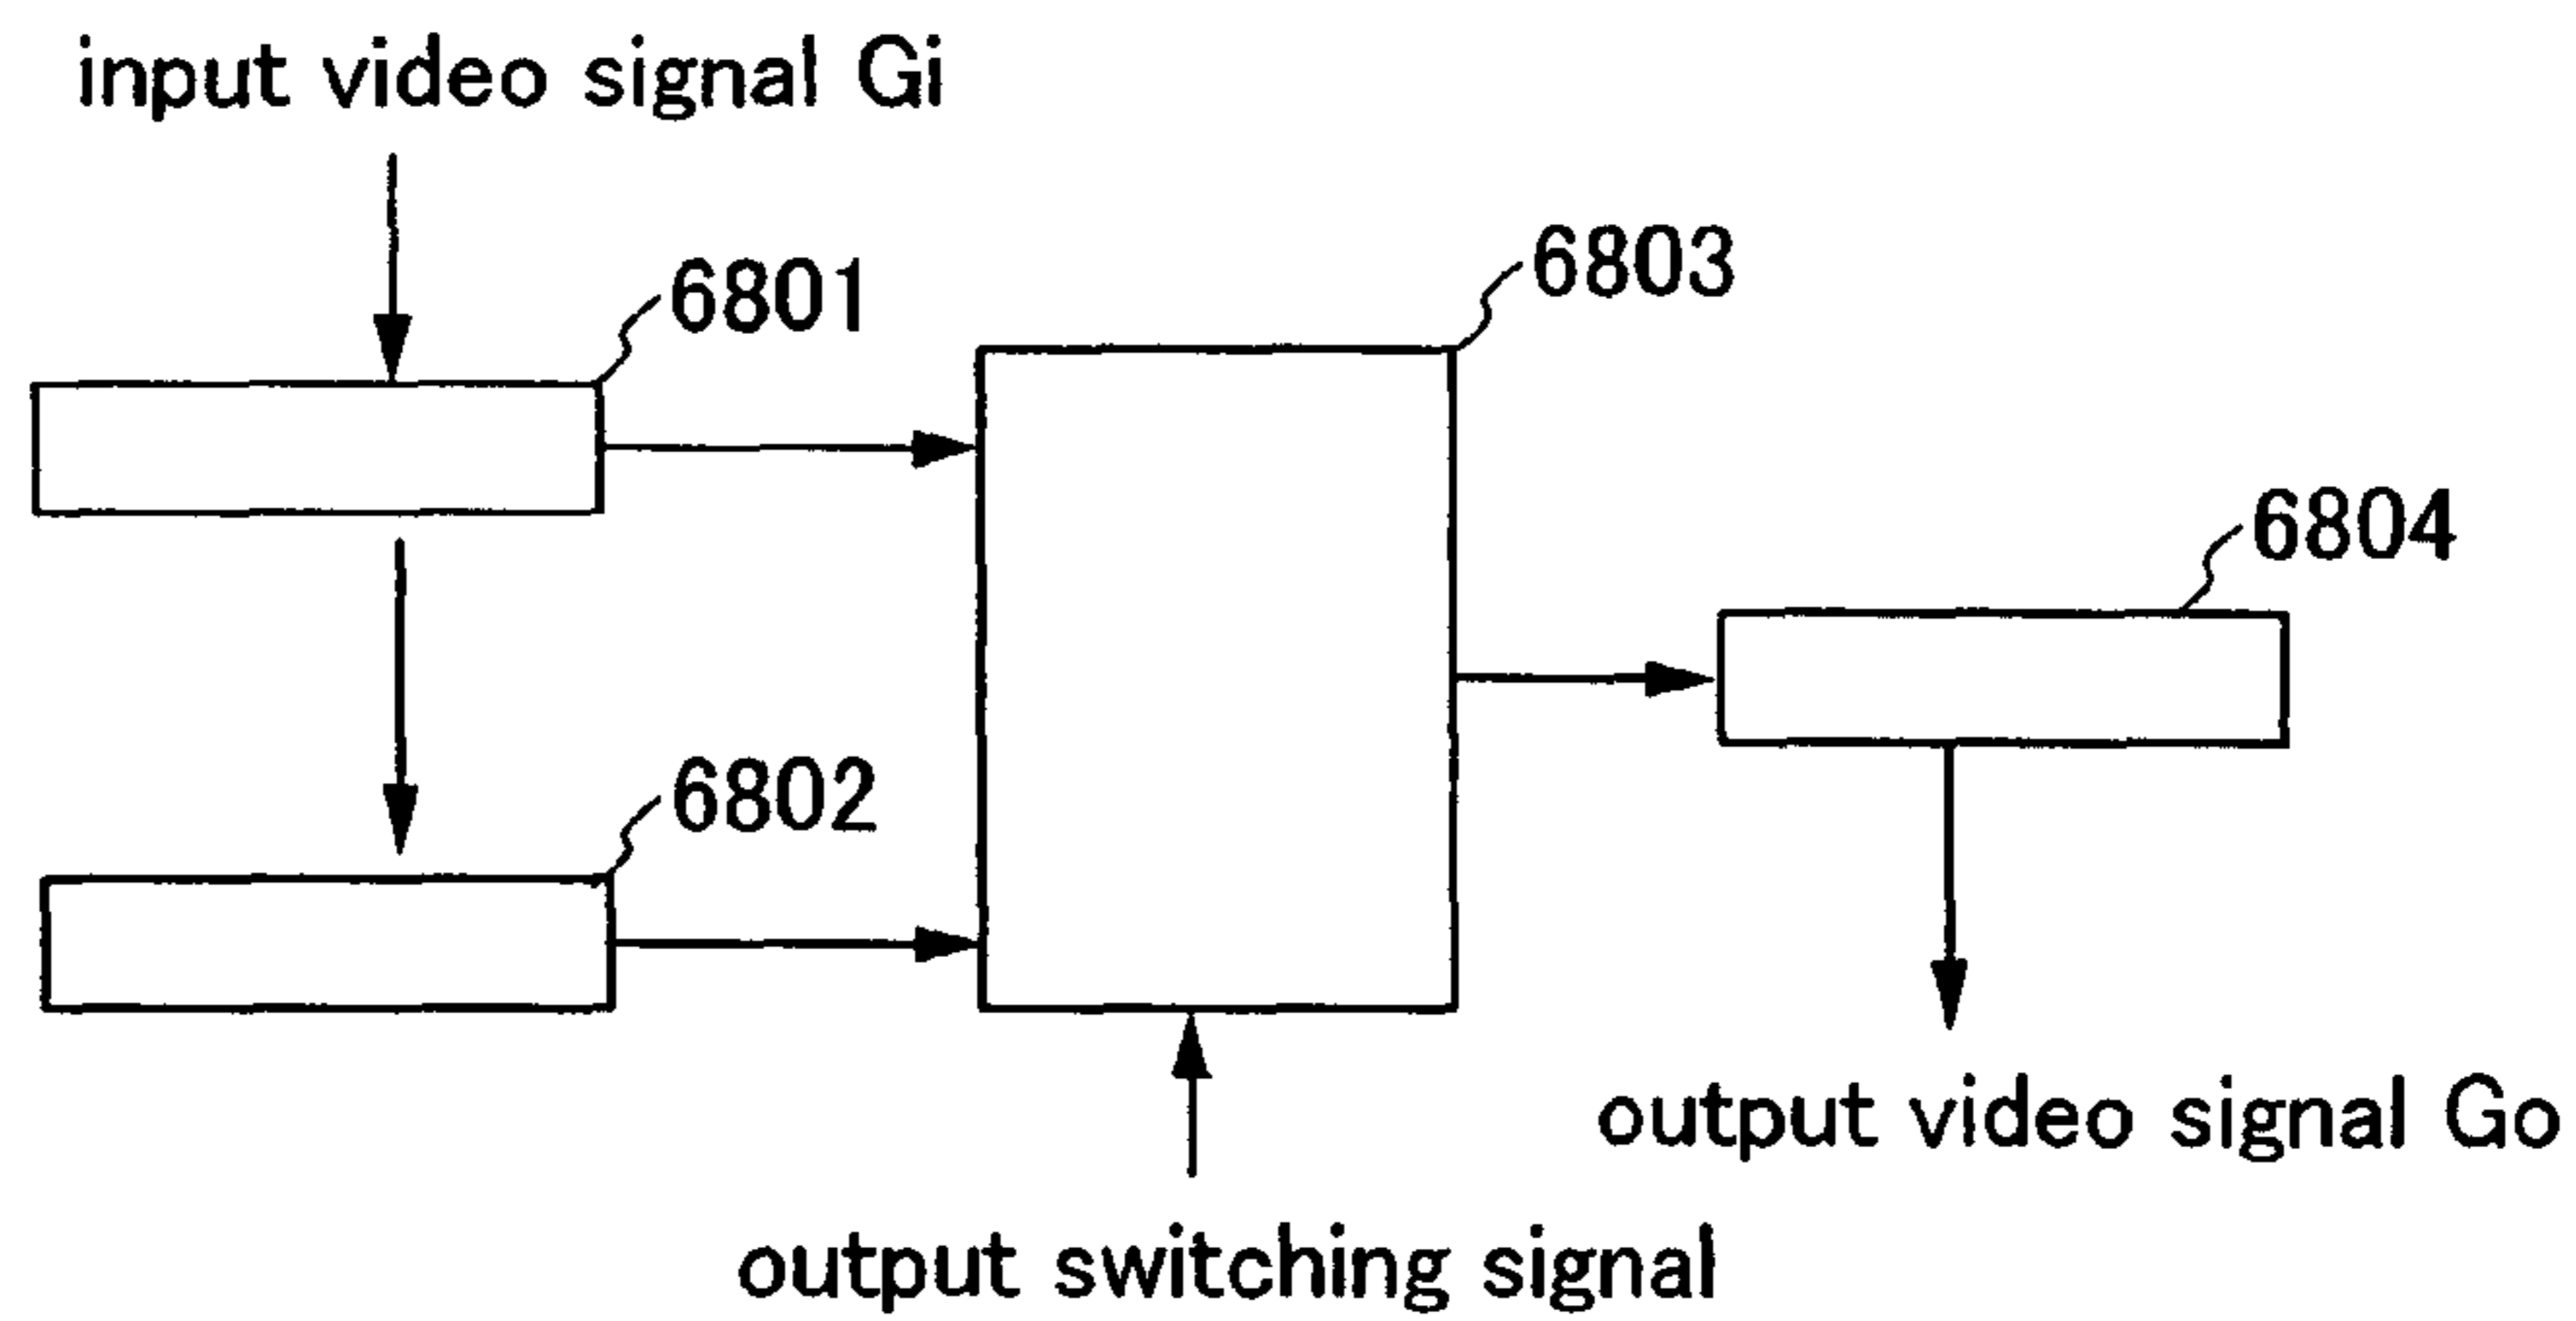 input video signal Gi
6801
6803
6804
6802
output video signal Go
output switching signal